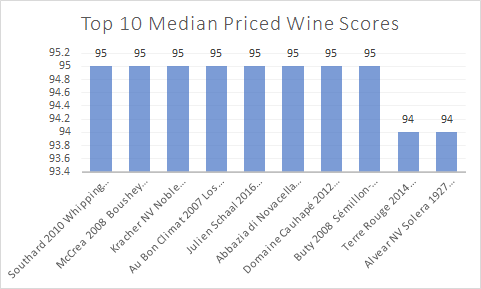 Top 10 Median Priced Wine Scores
95.2
95
94.8
94.6
94.4
94.2
94
93.8
93.6
93.4
95
95
95
95
95
95
95
95
94
94
Southard 2010 Whipping...
McCrea 2008 Boushey...
Kracher NV Noble...
Au Bon Climat 2007 Los...
Julien Schaal 2016...
Abbazia di Novacella...
Domaine Cauhapé 2012...
Buty 2008 Sémillon-...
Terre Rouge 2014...
Alvear NV Solera 1927...